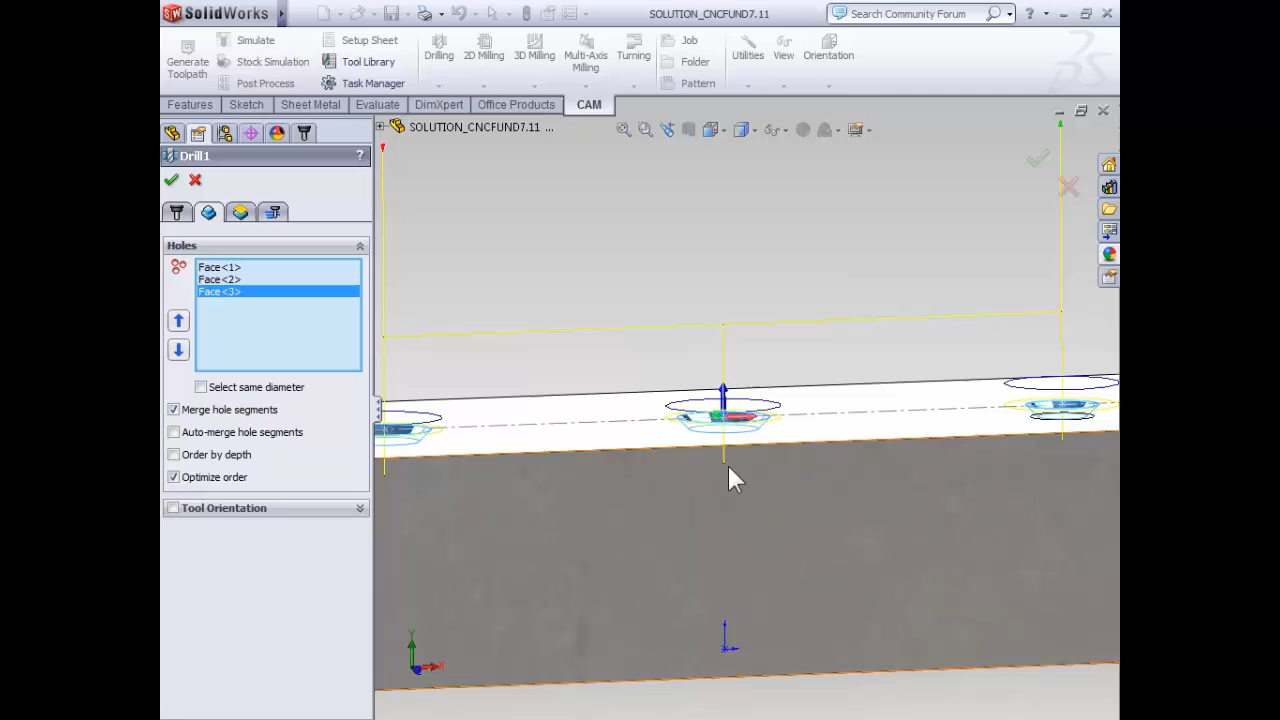 SolidWorks
SOLUTION_CNCFUND7.11
Search Community Forum
Generate Toolpath
Simulate
Stock Simulation
Post Process
Setup Sheet
Tool Library
Task Manager
Drilling
2D Milling
3D Milling
Multi-Axis Milling
Turning
Job
Folder
Pattern
Utilities
View
Orientation
Features
Sketch
Sheet Metal
Evaluate
DimXpert
Office Products
CAM
SOLUTION_CNCFUND7.11 ...
Drill1
?
Holes
Face<1>
Face<2>
Face<3>
Select same diameter
Merge hole segments
Auto-merge hole segments
Order by depth
Optimize order
Tool Orientation
Y
X